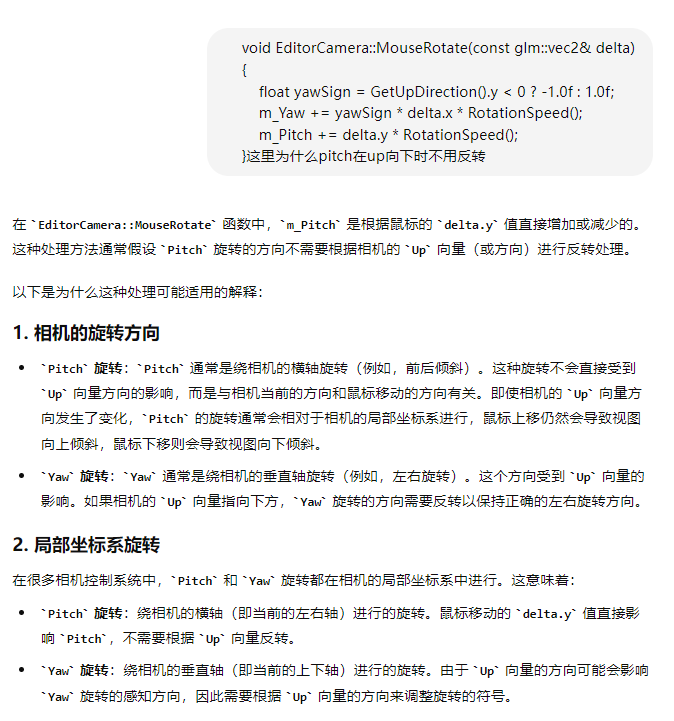 void EditorCamera::MouseRotate(const glm::vec2& delta)
{
    float yawSign = GetUpDirection().y < 0 ? -1.0f : 1.0f;
    m_Yaw += yawSign * delta.x * RotationSpeed();
    m_Pitch += delta.y * RotationSpeed();
}这里为什么pitch在up向下时不用反转
在 `EditorCamera::MouseRotate` 函数中，`m_Pitch` 是根据鼠标的 `delta.y` 值直接增加或减少的。
这种处理方法通常假设 `Pitch` 旋转的方向不需要根据相机的 `Up` 向量（或方向）进行反转处理。
以下是为什么这种处理可能适用的解释：
1. 相机的旋转方向
• `Pitch` 旋转：`Pitch` 通常是绕相机的横轴旋转（例如，前后倾斜）。这种旋转不会直接受到
`Up` 向量方向的影响，而是与相机当前的方向和鼠标移动的方向有关。即使相机的 `Up` 向量方
向发生了变化，`Pitch` 的旋转通常会相对于相机的局部坐标系进行，鼠标上移仍然会导致视图
向上倾斜，鼠标下移则会导致视图向下倾斜。
• `Yaw` 旋转：`Yaw` 通常是绕相机的垂直轴旋转（例如，左右旋转）。这个方向受到 `Up` 向量的
影响。如果相机的 `Up` 向量指向下方，`Yaw` 旋转的方向需要反转以保持正确的左右旋转方向。
2. 局部坐标系旋转
在很多相机控制系统中，`Pitch` 和 `Yaw` 旋转都在相机的局部坐标系中进行。这意味着：
• `Pitch` 旋转：绕相机的横轴（即当前的左右轴）进行的旋转。鼠标移动的 `delta.y` 值直接影
响 `Pitch`，不需要根据 `Up` 向量反转。
• `Yaw` 旋转：绕相机的垂直轴（即当前的上下轴）进行的旋转。由于 `Up` 向量的方向可能会影响
`Yaw` 旋转的感知方向，因此需要根据 `Up` 向量的方向来调整旋转的符号。